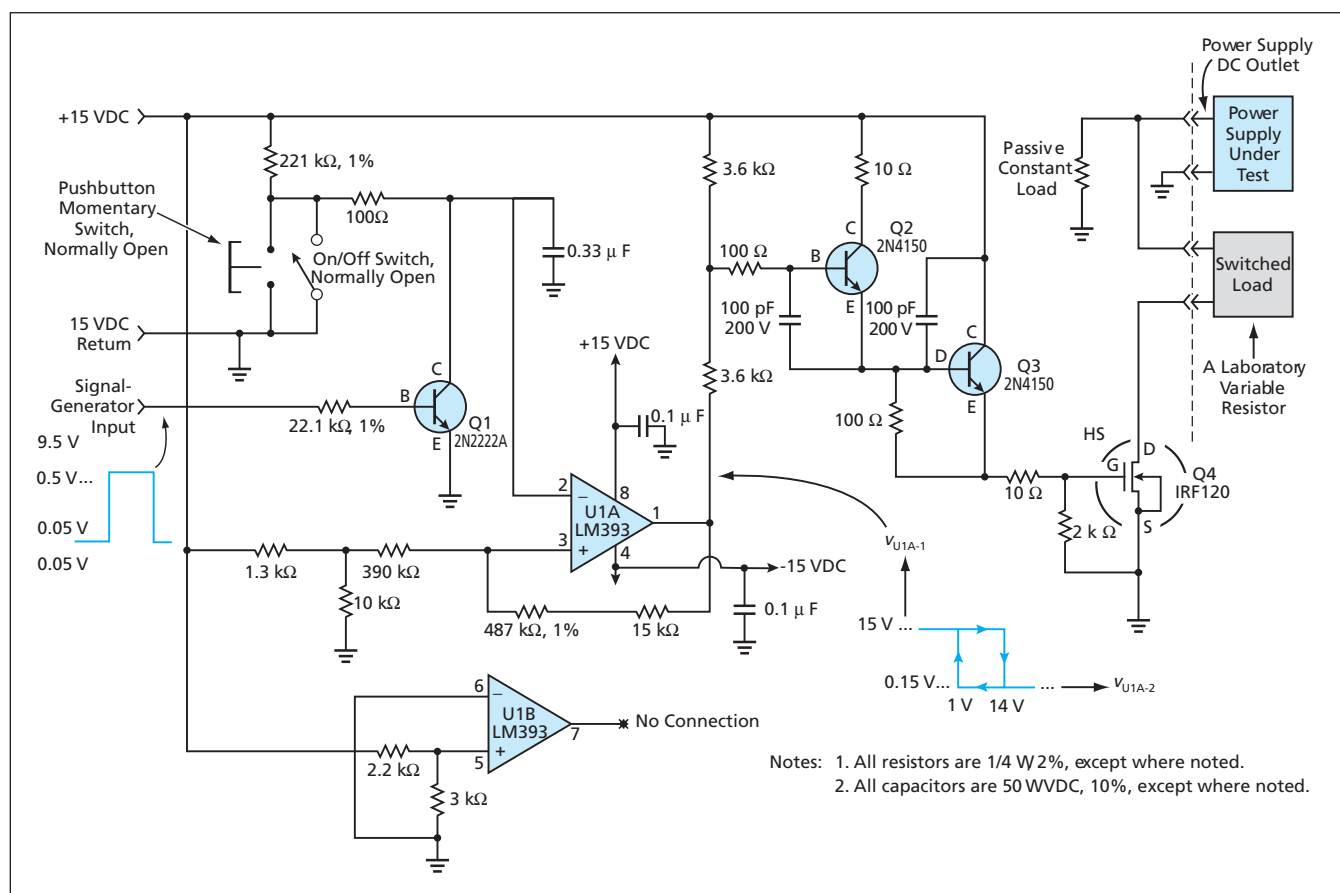 Power Supply
DC Outlet
+15 VDC
Power
Supply
Under
Test
221 kΩ, 1%
3.6 kΩ
10 Ω
Passive
Constant
Load
Pushbutton
Momentary
Switch,
Normally Open
100Ω
On/Off Switch,
Normally Open
0.33 μ F
C
Q2
2N4150
B
E
100 Ω
100 pF
200 V
100 pF
200 V
Switched
Load
15 VDC
Return
+15 VDC
3.6 kΩ
C
D
Q3
2N4150
E
A Laboratory
Variable
Resistor
Signal-
Generator
Input
22.1 kΩ, 1%
C
B
Q1
2N2222A
E
0.1 μ F
100 Ω
9.5 V
0.5 V...
0.05 V
0.05 V
HS
D
G
Q4
IRF120
S
10 Ω
2 k Ω
2
8
U1A
LM393
1
3
4
+
−
1.3 kΩ
390 kΩ
10 kΩ
487 kΩ, 1%
15 kΩ
-15 VDC
0.1 μ F
vU1A-1
15 V ...
0.15 V...
...
vU1A-2
1 V
14 V
6
−
U1B
LM393
7
No Connection
5
+
2.2 kΩ
3 kΩ
Notes: 1. All resistors are 1/4 W, 2%, except where noted.
2. All capacitors are 50 WVDC, 10%, except where noted.